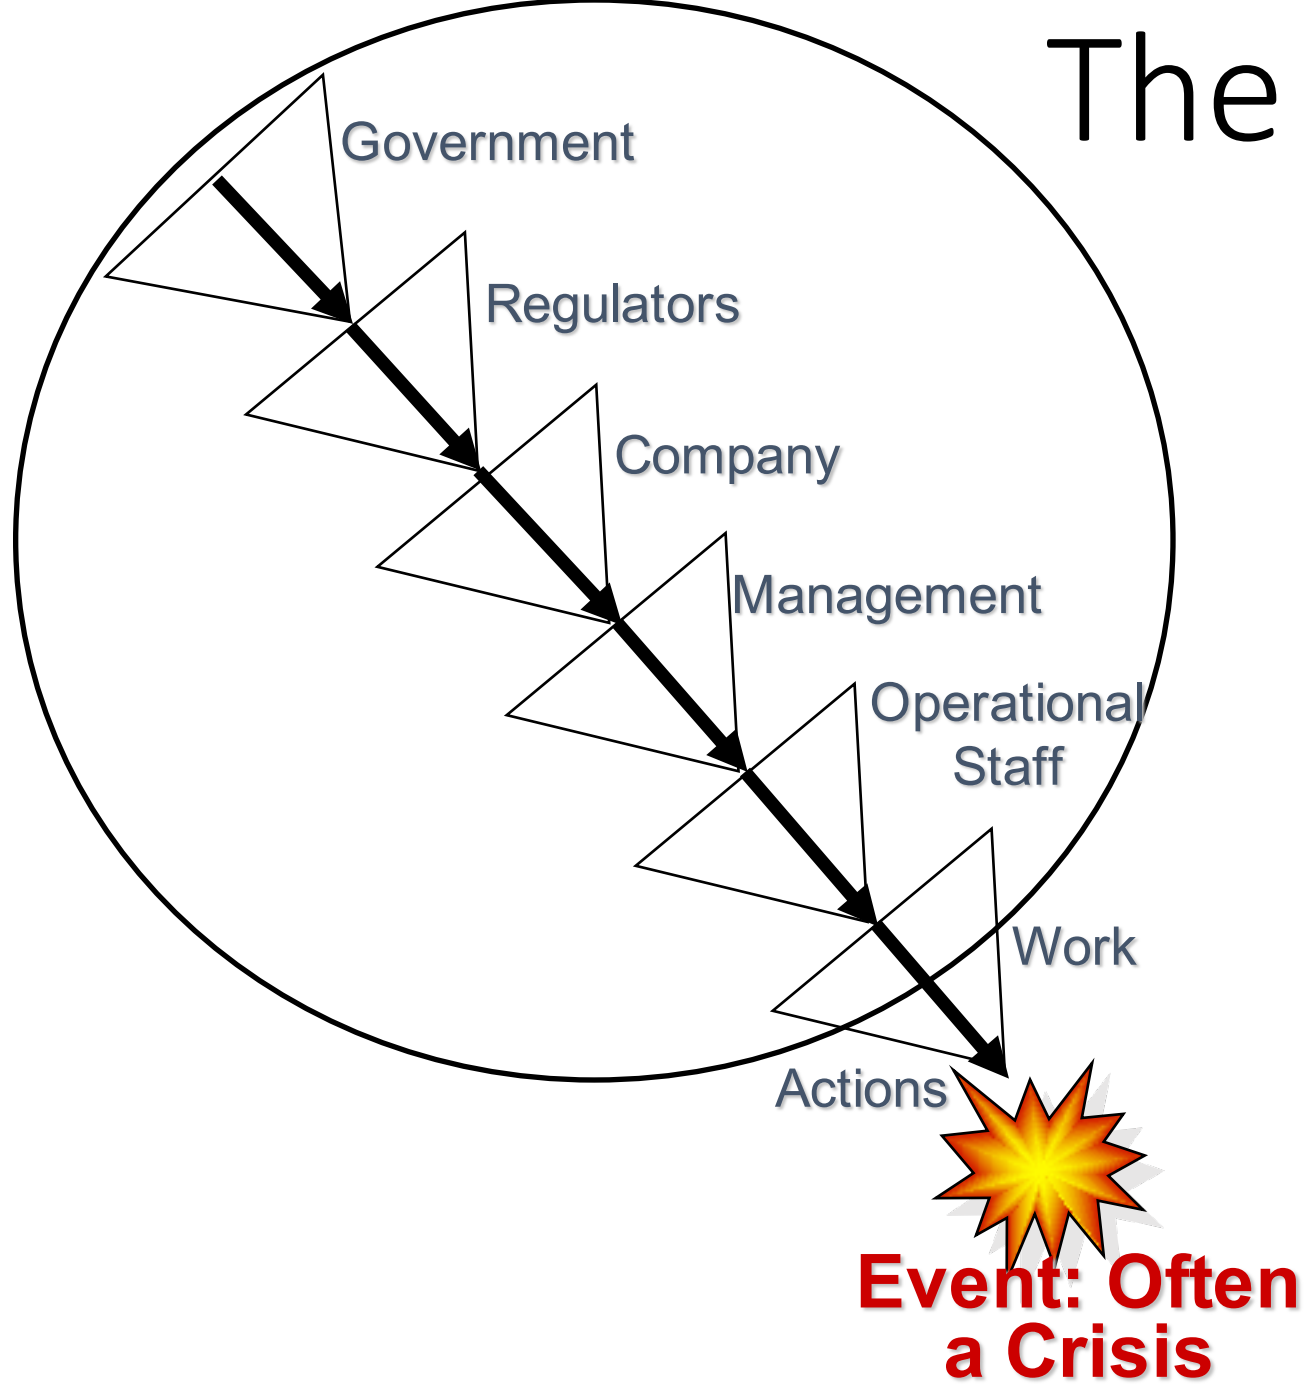 The
Government
Regulators
Company
Management
Operational
Staff
Work
Actions
Event: Often
a Crisis